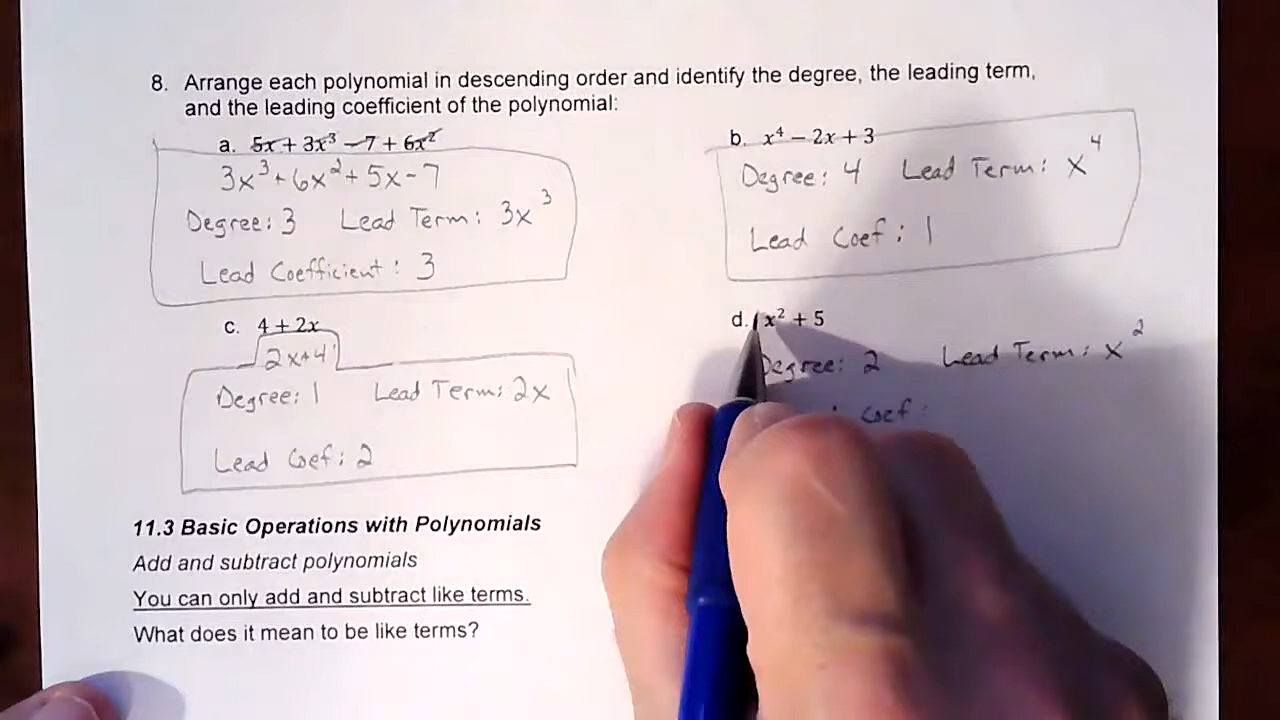 8. Arrange each polynomial in descending order and identify the degree, the leading term,
and the leading coefficient of the polynomial:
a. 5x + 3x³ – 7 + 6x²
3x³ + 6x² + 5x - 7
Degree: 3 Lead Term: 3x³
Lead Coefficient: 3
b. x⁴ – 2x + 3
Degree: 4 Lead Term: x⁴
Lead Coef: 1
c. 4 + 2x
2x+4
Degree: 1 Lead Term: 2x
Lead Coef: 2
d. x² + 5
Degree: 2 Lead Term: x²
Coef:
11.3 Basic Operations with Polynomials
Add and subtract polynomials
You can only add and subtract like terms.
What does it mean to be like terms?